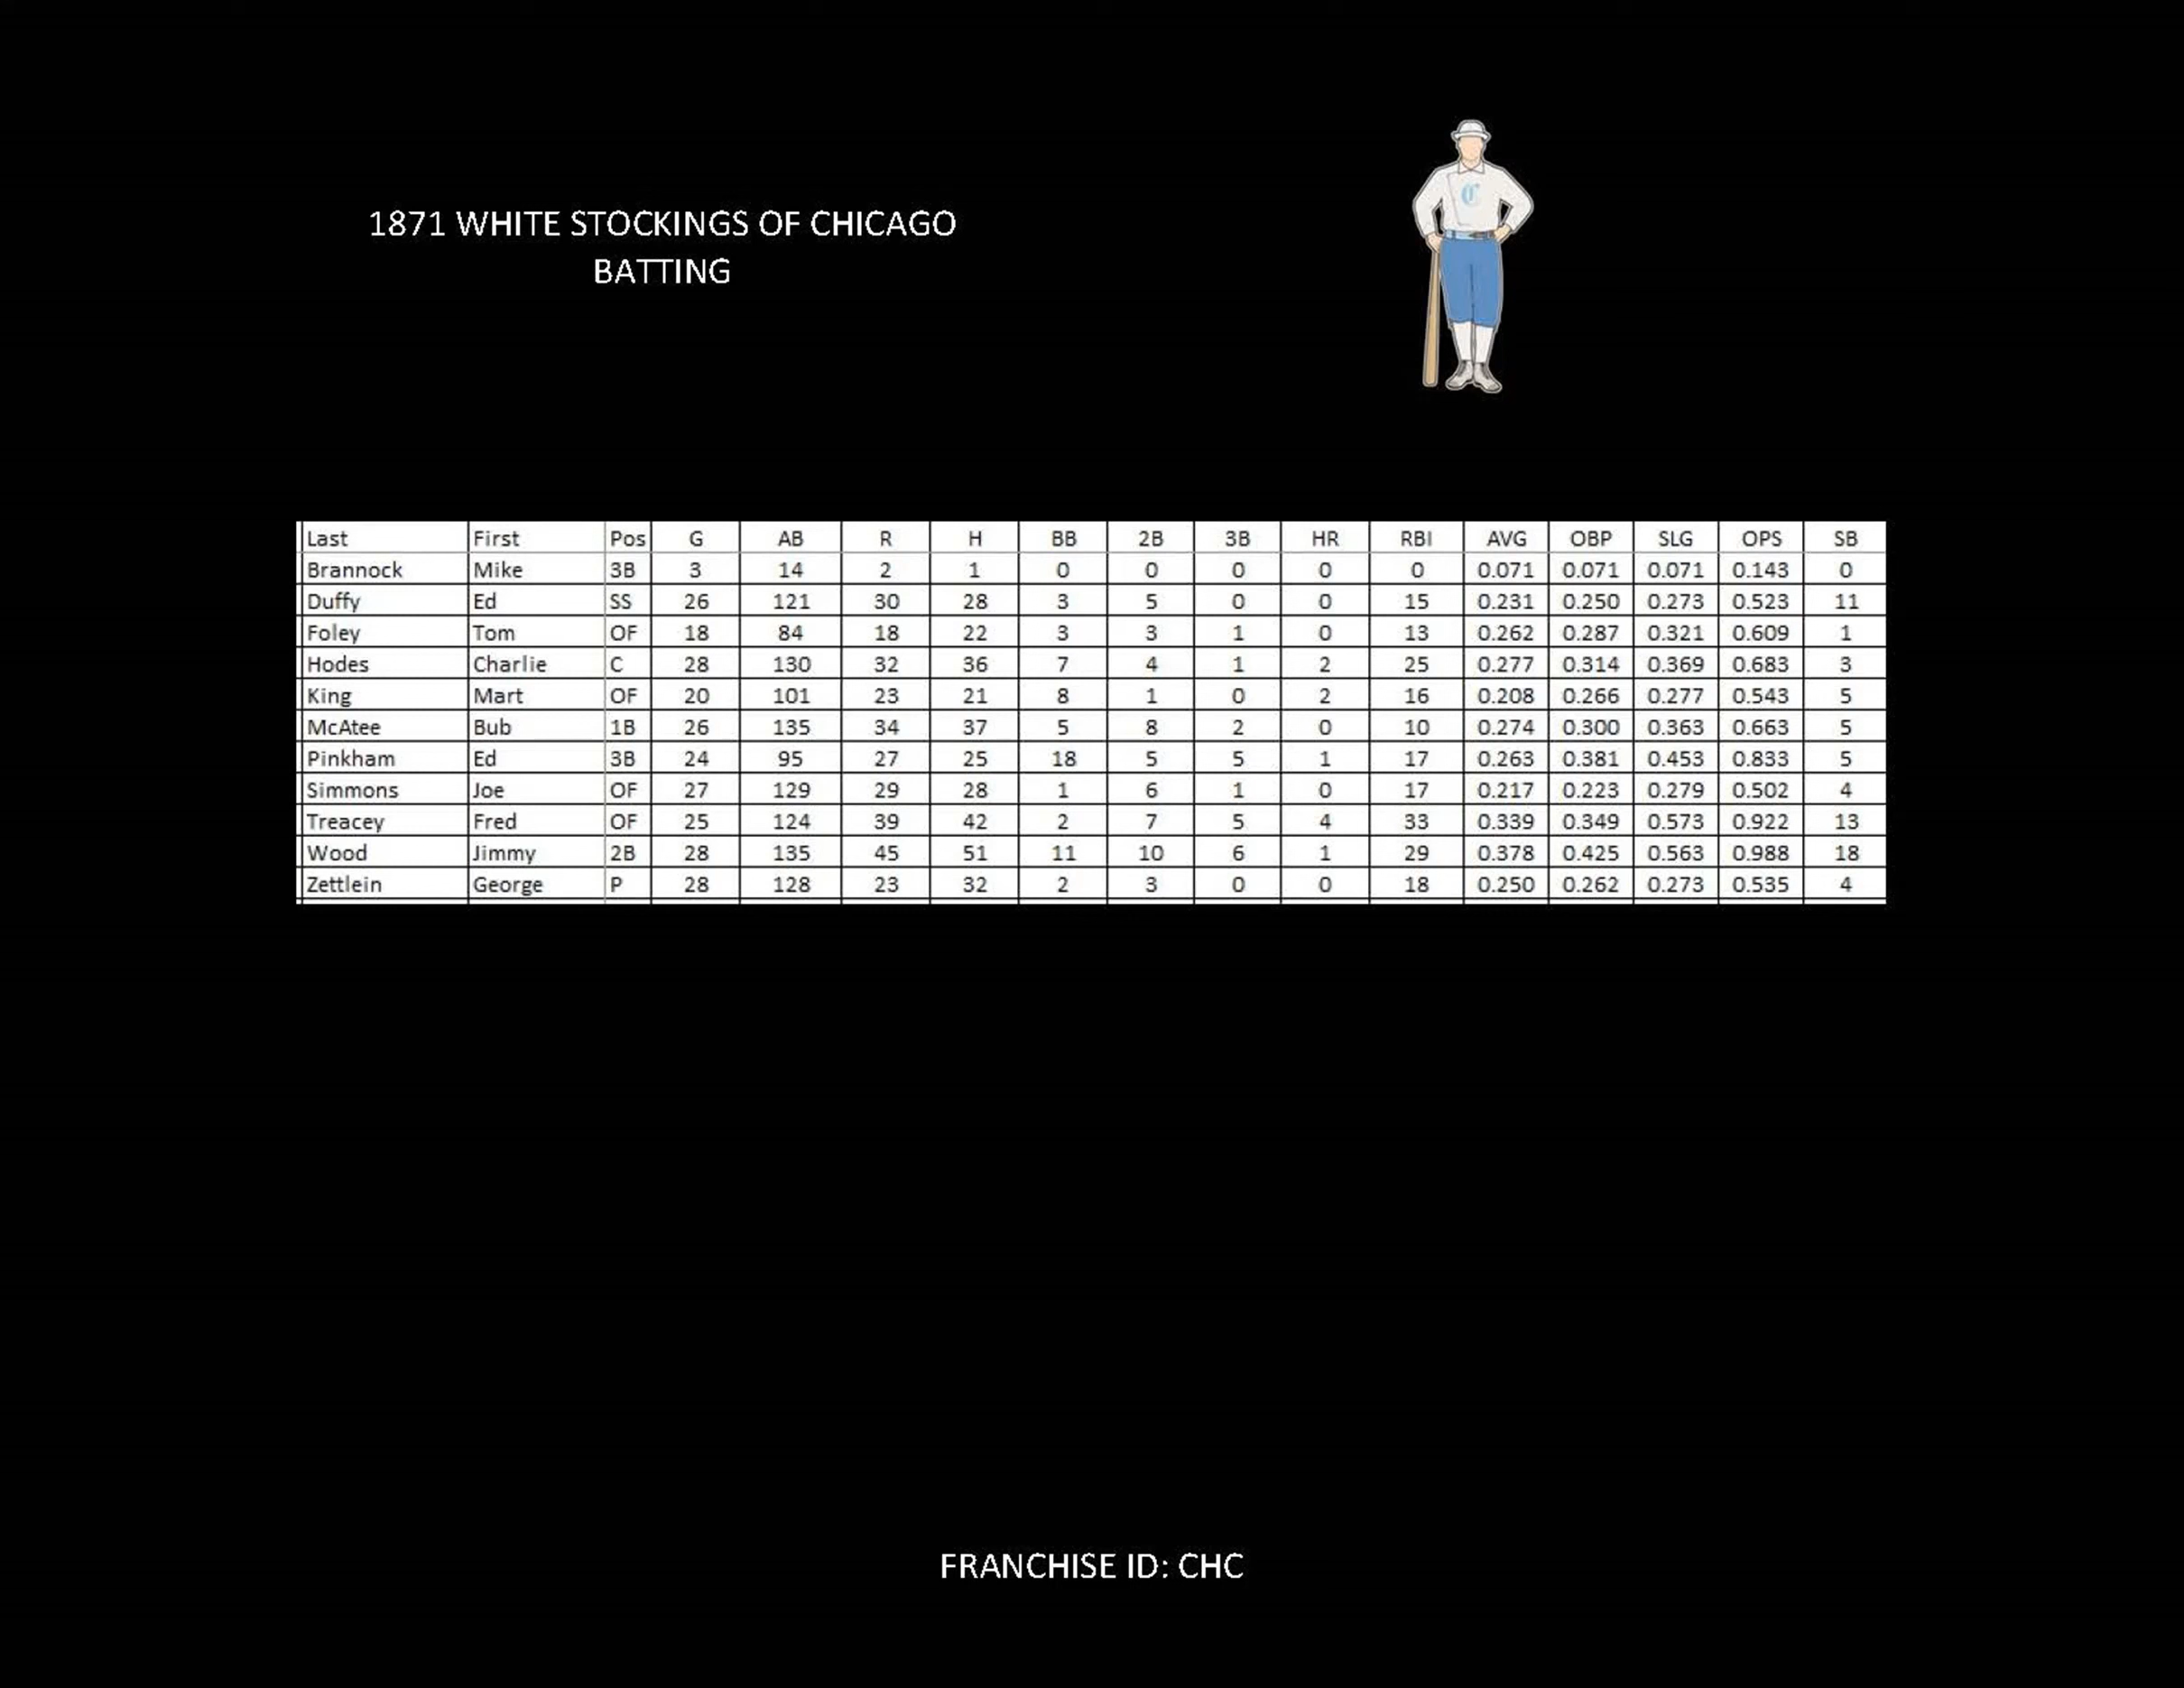 1871 WHITE STOCKINGS OF CHICAGO
BATTING
C
Last First Pos G AB R H BB 2B 3B HR RBI AVG OBP SLG OPS SB
Brannock Mike 3B 3 14 2 1 0 0 0 0 0 0.071 0.071 0.071 0.143 0
Duffy Ed SS 26 121 30 28 3 5 0 0 15 0.231 0.250 0.273 0.523 11
Foley Tom OF 18 84 18 22 3 3 1 0 13 0.262 0.287 0.321 0.609 1
Hodes Charlie C 28 130 32 36 7 4 1 2 25 0.277 0.314 0.369 0.683 3
King Mart OF 20 101 23 21 8 1 0 2 16 0.208 0.266 0.277 0.543 5
McAtee Bub 1B 26 135 34 37 5 8 2 0 10 0.274 0.300 0.363 0.663 5
Pinkham Ed 3B 24 95 27 25 18 5 5 1 17 0.263 0.381 0.453 0.833 5
Simmons Joe OF 27 129 29 28 1 6 1 0 17 0.217 0.223 0.279 0.502 4
Treacey Fred OF 25 124 39 42 2 7 5 4 33 0.339 0.349 0.573 0.922 13
Wood Jimmy 2B 28 135 45 51 11 10 6 1 29 0.378 0.425 0.563 0.988 18
Zettlein George P 28 128 23 32 2 3 0 0 18 0.250 0.262 0.273 0.535 4
FRANCHISE ID: CHC